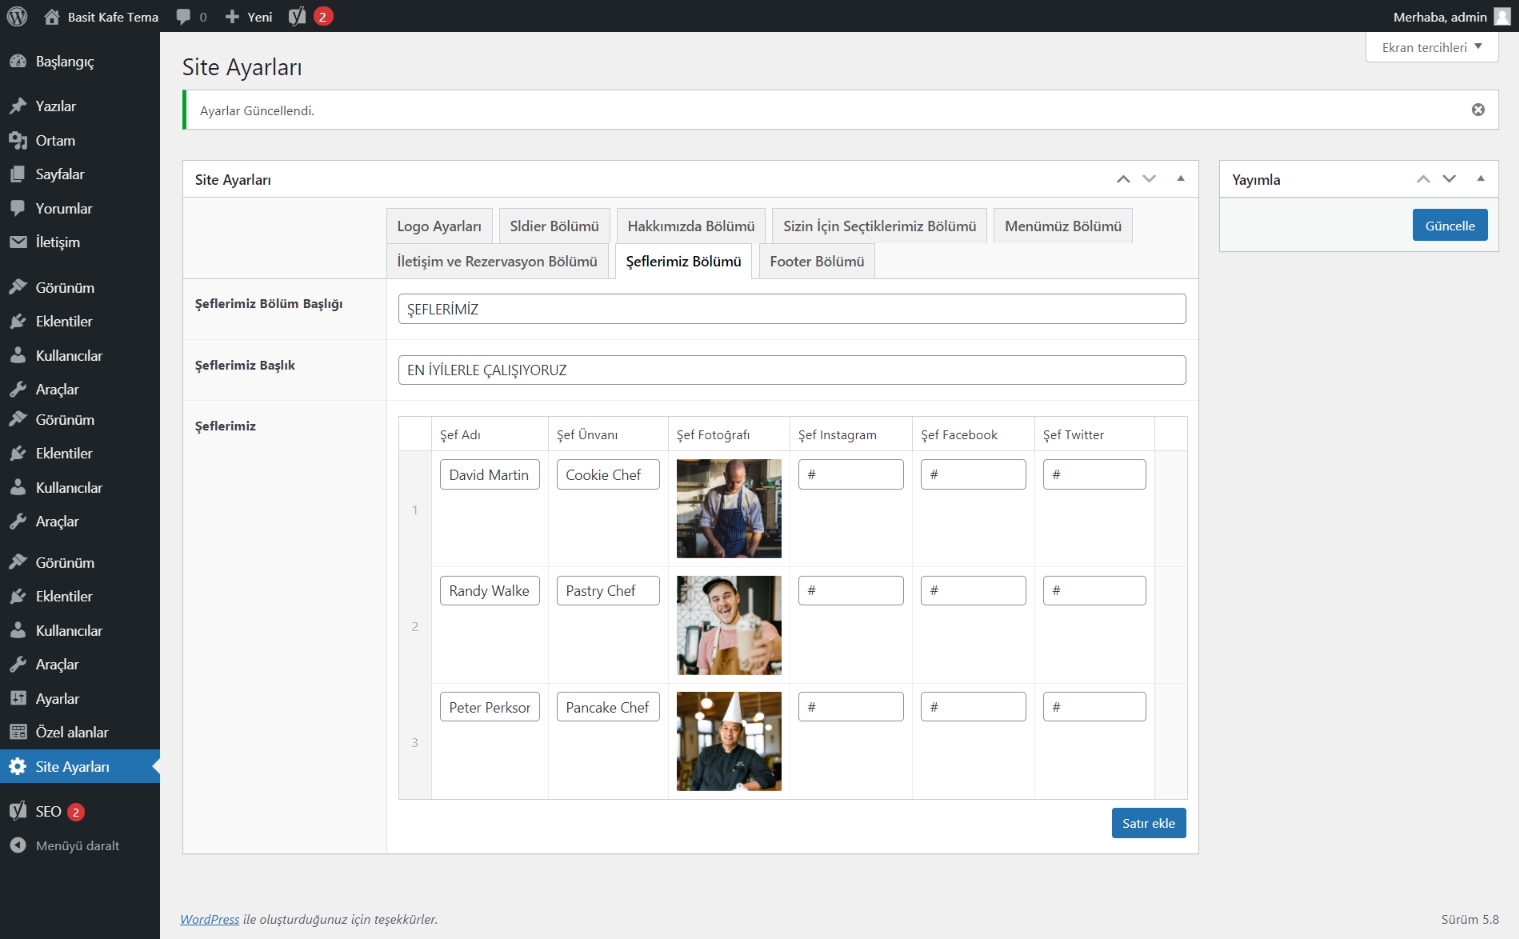 Basit Kafe Tema 0 Yeni 2 Merhaba, admin
Ekran tercihleri
Başlangıç
Yazılar
Ortam
Sayfalar
Yorumlar
İletişim
Görünüm
Eklentiler
Kullanıcılar
Araçlar
Görünüm
Eklentiler
Kullanıcılar
Araçlar
Görünüm
Eklentiler
Kullanıcılar
Araçlar
Ayarlar
Özel alanlar
Site Ayarları
SEO 2
Menüyü daralt
Site Ayarları
Ayarlar Güncellendi.
Site Ayarları
Logo Ayarları Sldier Bölümü Hakkımızda Bölümü Sizin İçin Seçtiklerimiz Bölümü Menümüz Bölümü
İletişim ve Rezervasyon Bölümü Şeflerimiz Bölümü Footer Bölümü
Şeflerimiz Bölüm Başlığı ŞEFLERİMİZ
Şeflerimiz Başlık EN İYİLERLE ÇALIŞIYORUZ
Şeflerimiz
Şef Adı Şef Ünvanı Şef Fotoğrafı Şef Instagram Şef Facebook Şef Twitter
1 David Martin Cookie Chef # # #
2 Randy Walke Pastry Chef # # #
3 Peter Perksor Pancake Chef # # #
Satır ekle
Yayımla
Güncelle
WordPress ile oluşturduğunuz için teşekkürler.
Sürüm 5.8